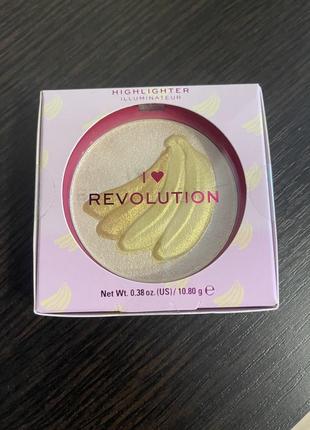 HIGHLIGHTER
ILLUMINATEUR
I ♥
REVOLUTION
Net Wt. 0.38 oz. (US) / 10.80 g ℮